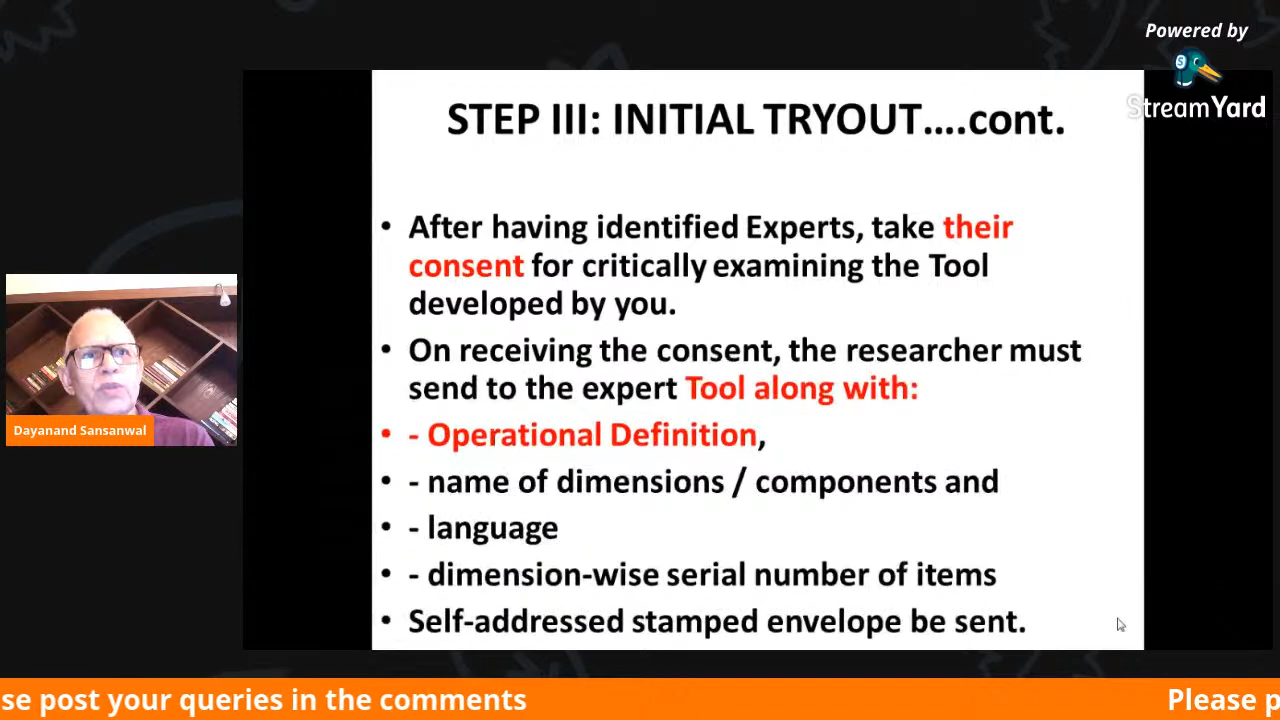 Powered by
StreamYard
STEP III: INITIAL TRYOUT....cont.
• After having identified Experts, take their
consent for critically examining the Tool
developed by you.
• On receiving the consent, the researcher must
send to the expert Tool along with:
• - Operational Definition,
• - name of dimensions / components and
• - language
• - dimension-wise serial number of items
• Self-addressed stamped envelope be sent.
Dayanand Sansanwal
se post your queries in the comments
Please p